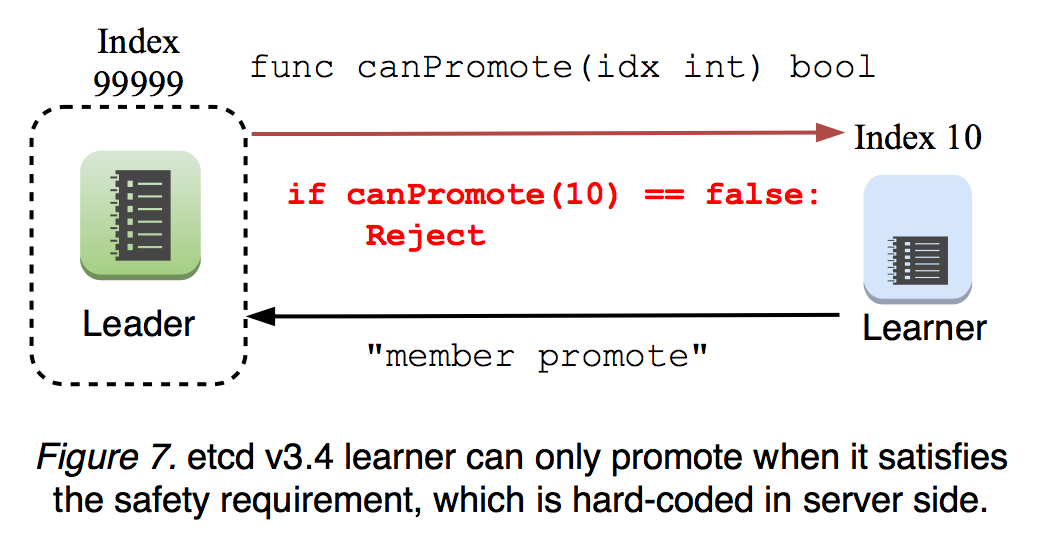 Index
99999
func canPromote(idx int) bool
Index 10
if canPromote(10) == false:
Reject
Leader
Learner
"member promote"
Figure 7. etcd v3.4 learner can only promote when it satisfies
the safety requirement, which is hard-coded in server side.